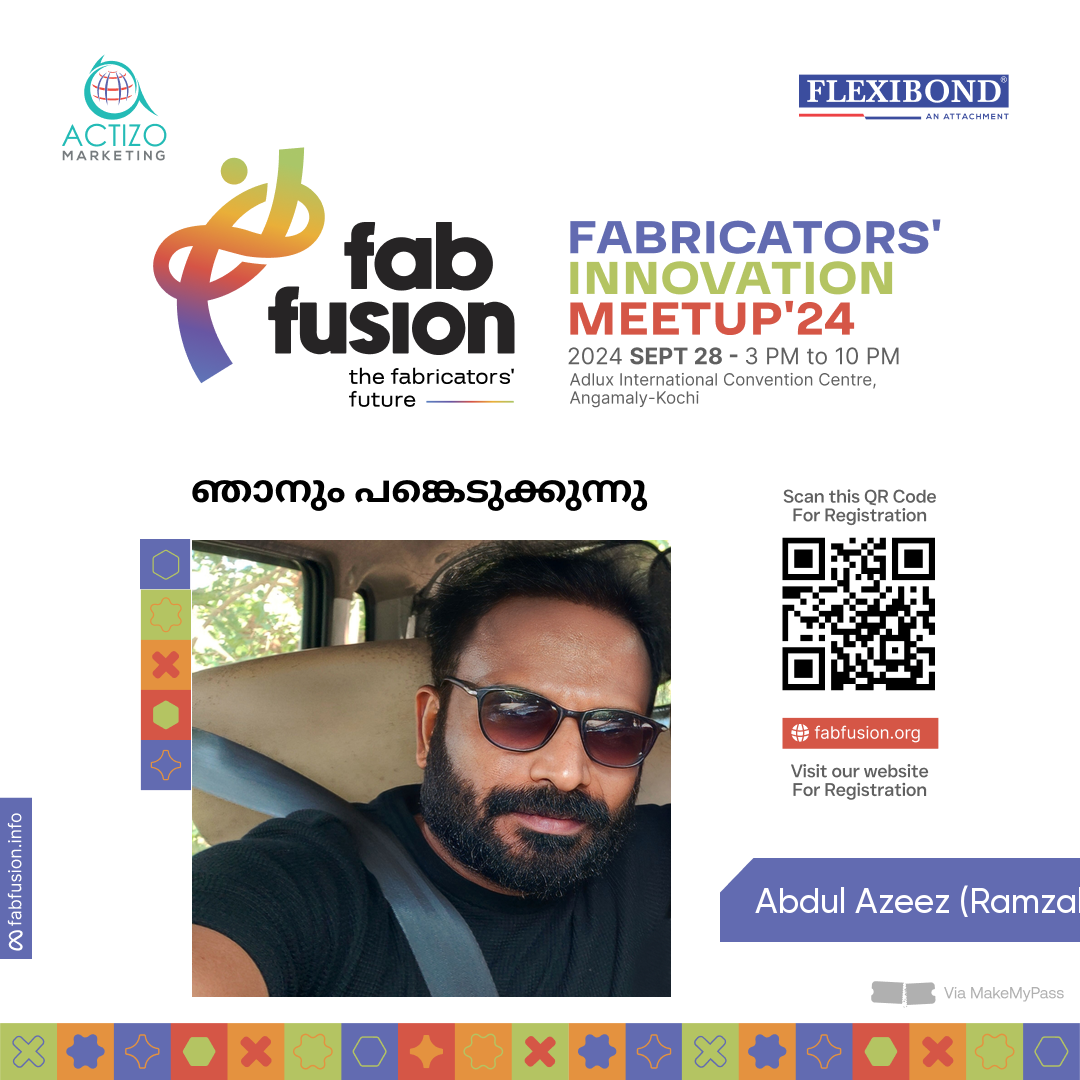 ACTIZO
MARKETING
FLEXIBOND®
AN ATTACHMENT
fab
fusion
the fabricators'
future
FABRICATORS'
INNOVATION
MEETUP'24
2024 SEPT 28 - 3 PM to 10 PM
Adlux International Convention Centre,
Angamaly-Kochi
ഞാനും പങ്കെടുക്കുന്നു
Scan this QR Code
For Registration
fabfusion.org
Visit our website
For Registration
fabfusion.info
Abdul Azeez (Ramzal
Via MakeMyPass